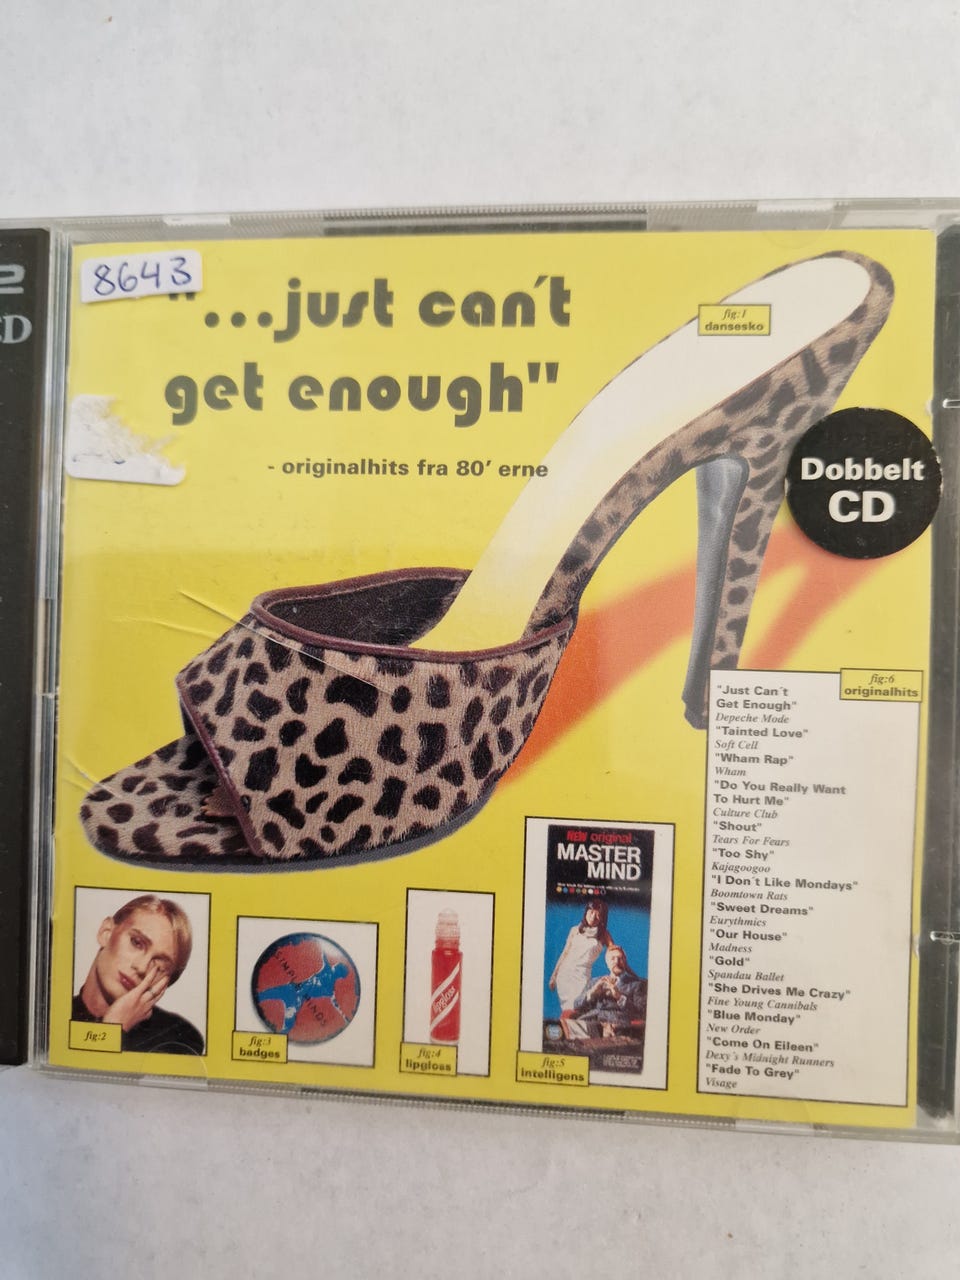 2
CD
8643
"...just can´t
get enough"
- originalhits fra 80' erne
fig:1
dansesko
Dobbelt
CD
fig:6
originalhits
"Just Can´t
Get Enough"
Depeche Mode
"Tainted Love"
Soft Cell
"Wham Rap"
Wham
"Do You Really Want
To Hurt Me"
Culture Club
"Shout"
Tears For Fears
"Too Shy"
Kajagoogoo
"I Don´t Like Mondays"
Boomtown Rats
"Sweet Dreams"
Eurythmics
"Our House"
Madness
"Gold"
Spandau Ballet
"She Drives Me Crazy"
Fine Young Cannibals
"Blue Monday"
New Order
"Come On Eileen"
Dexy´s Midnight Runners
"Fade To Grey"
Visage
fig:2
SIMPLE MINDS
fig:3
badges
lipgloss
fig:4
lipgloss
NEW original
MASTER
MIND
fig:5
intelligens